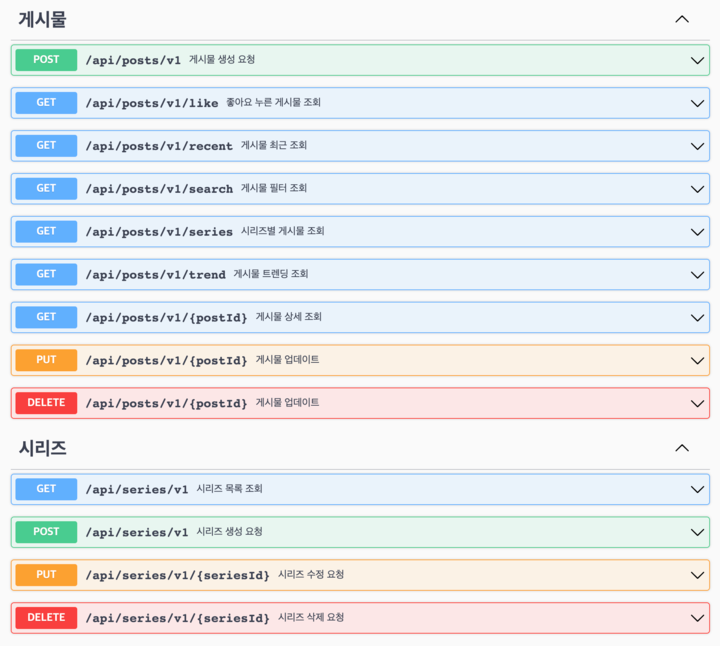 게시물
POST /api/posts/v1 게시물 생성 요청
GET /api/posts/v1/like 좋아요 누른 게시물 조회
GET /api/posts/v1/recent 게시물 최근 조회
GET /api/posts/v1/search 게시물 필터 조회
GET /api/posts/v1/series 시리즈별 게시물 조회
GET /api/posts/v1/trend 게시물 트렌딩 조회
GET /api/posts/v1/{postId} 게시물 상세 조회
PUT /api/posts/v1/{postId} 게시물 업데이트
DELETE /api/posts/v1/{postId} 게시물 업데이트
시리즈
GET /api/series/v1 시리즈 목록 조회
POST /api/series/v1 시리즈 생성 요청
PUT /api/series/v1/{seriesId} 시리즈 수정 요청
DELETE /api/series/v1/{seriesId} 시리즈 삭제 요청